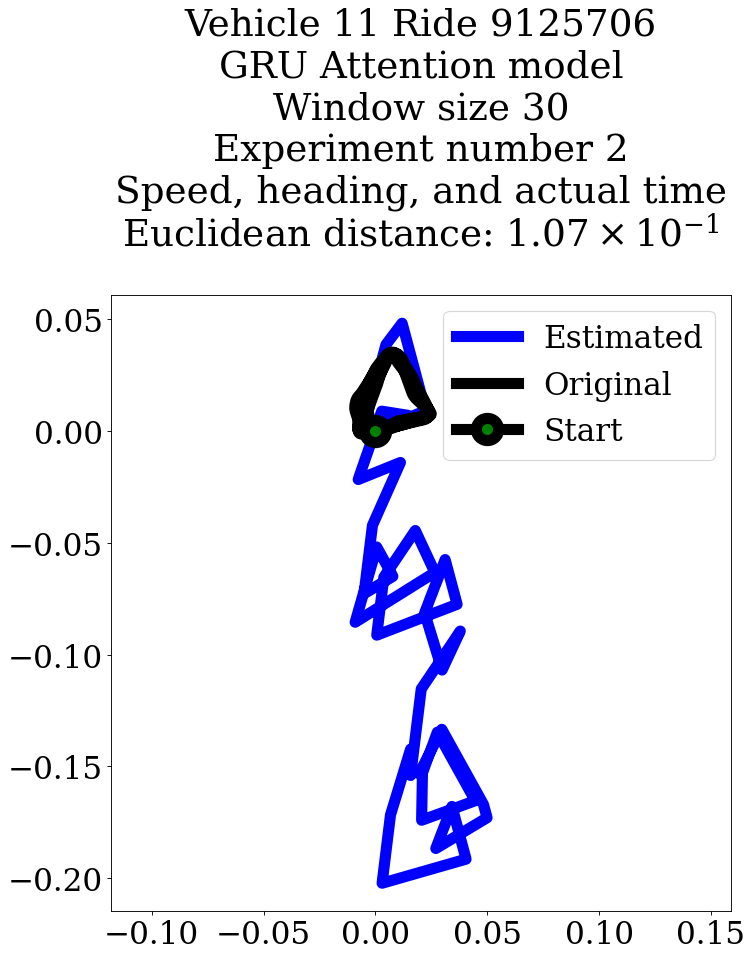 Vehicle 11 Ride 9125706
GRU Attention model
Window size 30
Experiment number 2
Speed, heading, and actual time
Euclidean distance: 1.07 × 10⁻¹
Estimated
Original
Start
0.05
0.00
−0.05
−0.10
−0.15
−0.20
−0.10 −0.05 0.00 0.05 0.10 0.15